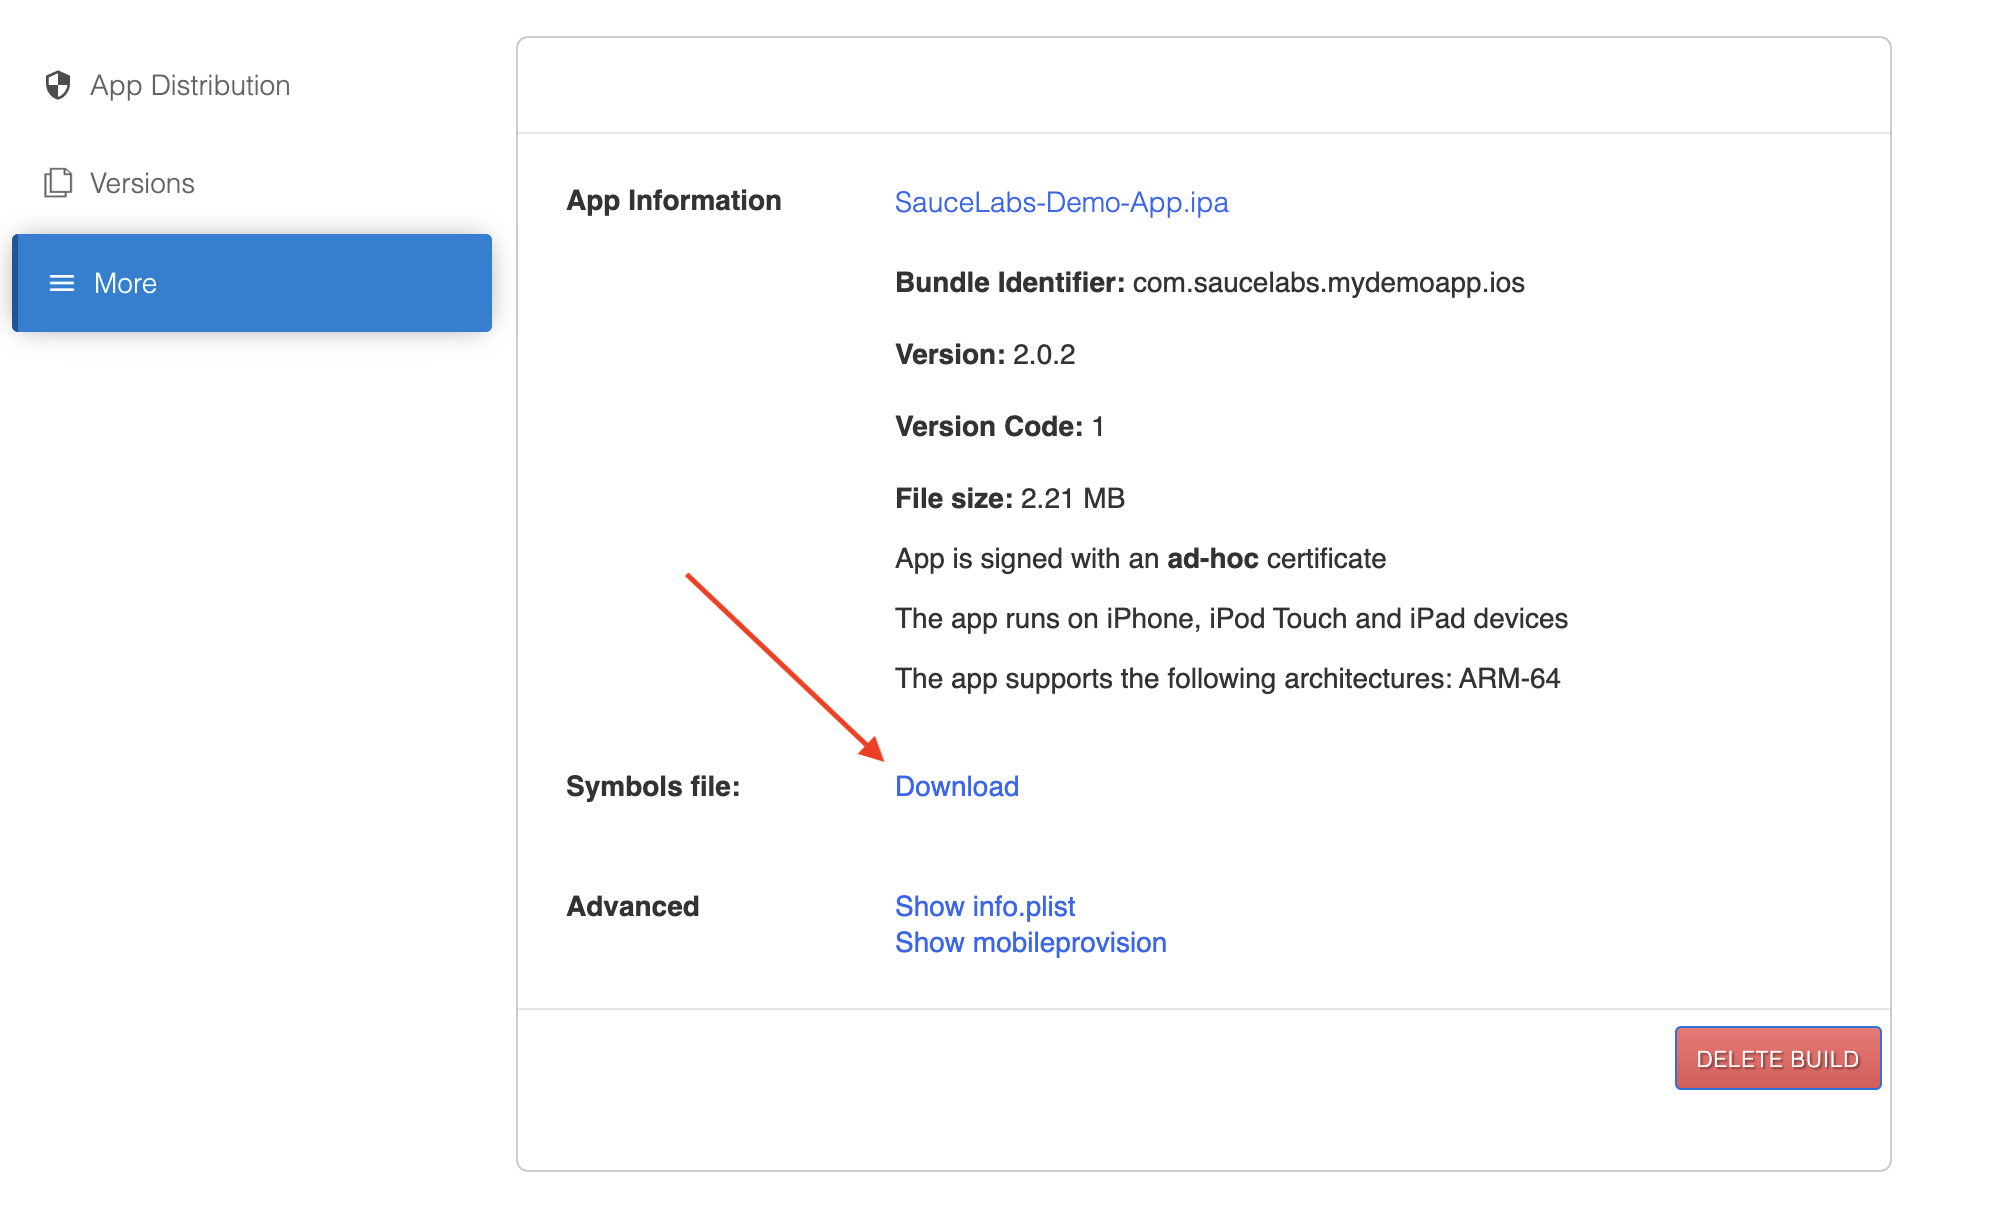 App Distribution
Versions
More
App Information
SauceLabs-Demo-App.ipa
Bundle Identifier: com.saucelabs.mydemoapp.ios
Version: 2.0.2
Version Code: 1
File size: 2.21 MB
App is signed with an ad-hoc certificate
The app runs on iPhone, iPod Touch and iPad devices
The app supports the following architectures: ARM-64
Symbols file:
Download
Advanced
Show info.plist
Show mobileprovision
DELETE BUILD